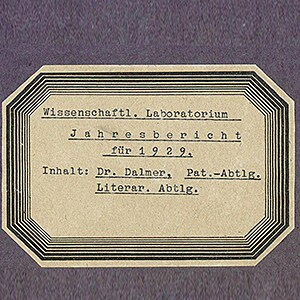 Wissenschaftl. Laboratorium
Jahresbericht
für 1929.
Inhalt: Dr. Dalmer, Pat.-Abtlg.
Literar. Abtlg.